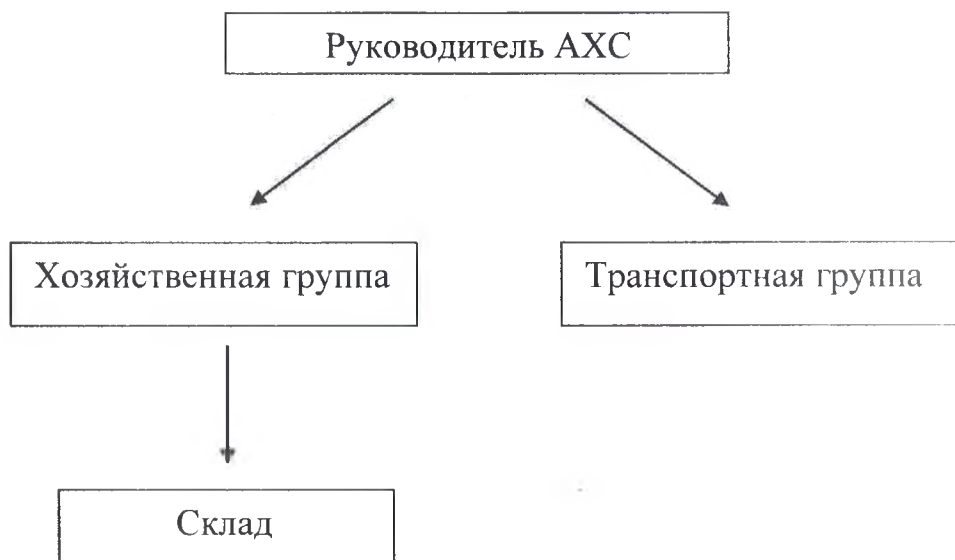 Руководитель АХС
Хозяйственная группа
Транспортная группа
Склад